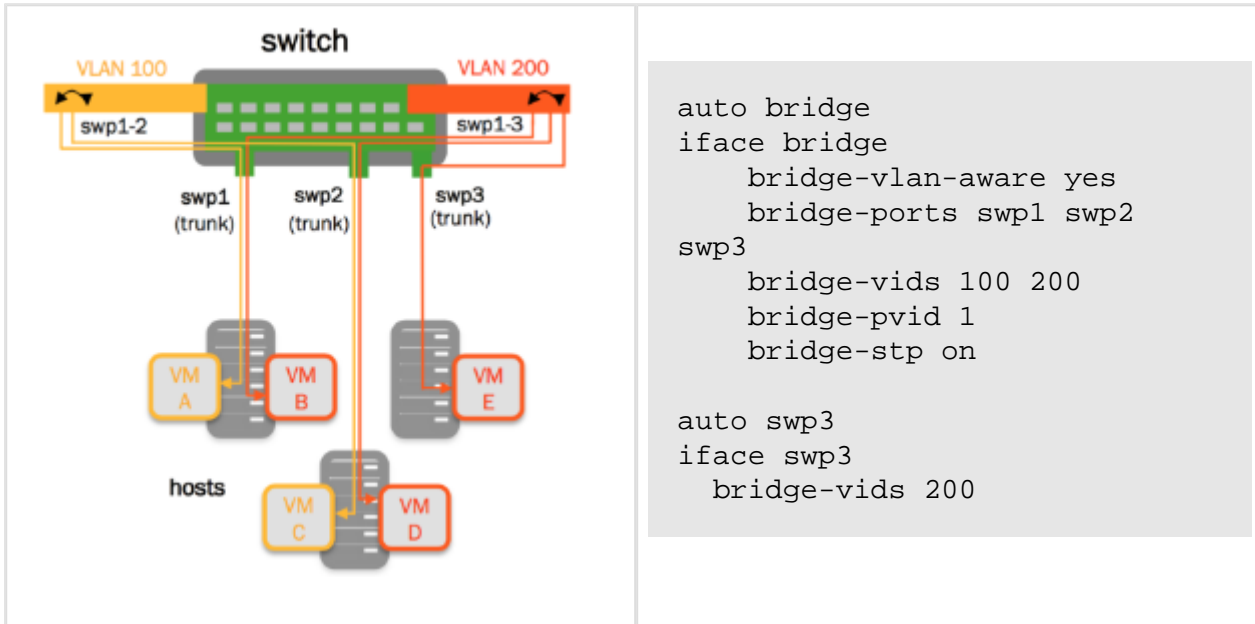 switch
VLAN 100
VLAN 200
swp1-2
swp1-3
swp1
(trunk)
swp2
(trunk)
swp3
(trunk)
VM
A
VM
B
VM
E
hosts
VM
C
VM
D
auto bridge
iface bridge
    bridge-vlan-aware yes
    bridge-ports swp1 swp2
swp3
    bridge-vids 100 200
    bridge-pvid 1
    bridge-stp on
auto swp3
iface swp3
  bridge-vids 200